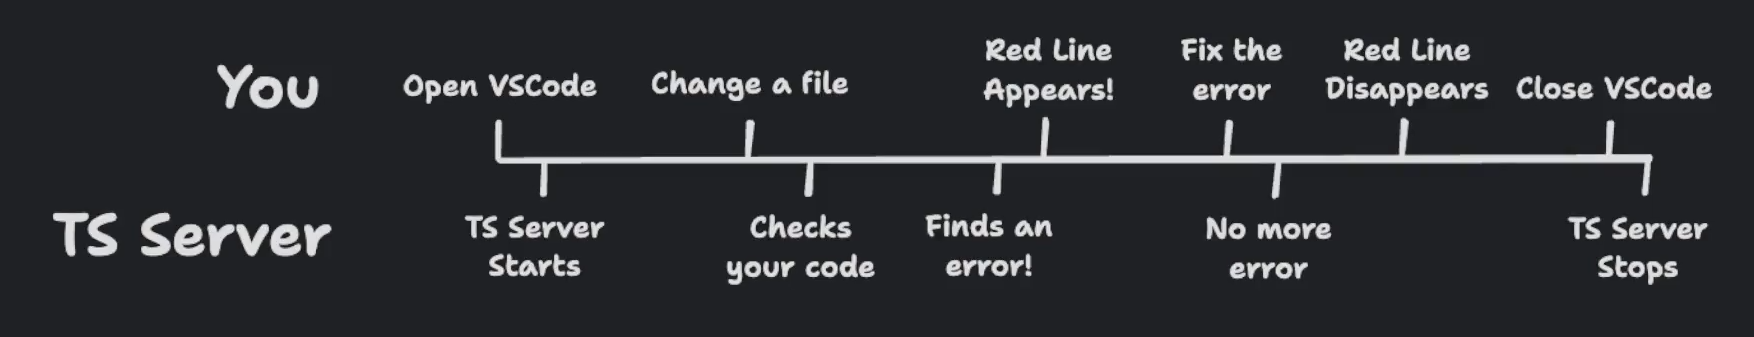 You
Open VSCode
Change a file
Red Line
Appears!
Fix the
error
Red Line
Disappears
Close VSCode
TS Server
TS Server
Starts
Checks
your code
Finds an
error!
No more
error
TS Server
Stops